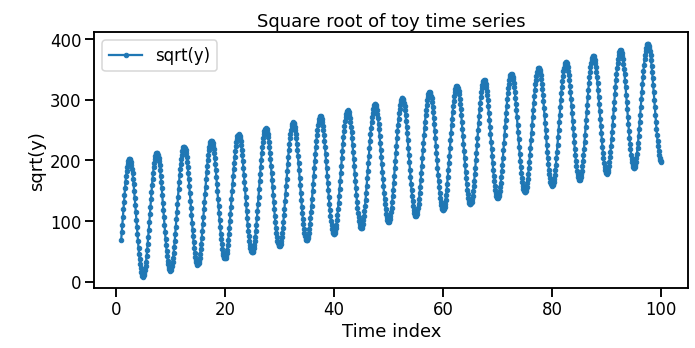 Square root of toy time series
sqrt(y)
sqrt(y)
400
300
200
100
0
0 20 40 60 80 100
Time index